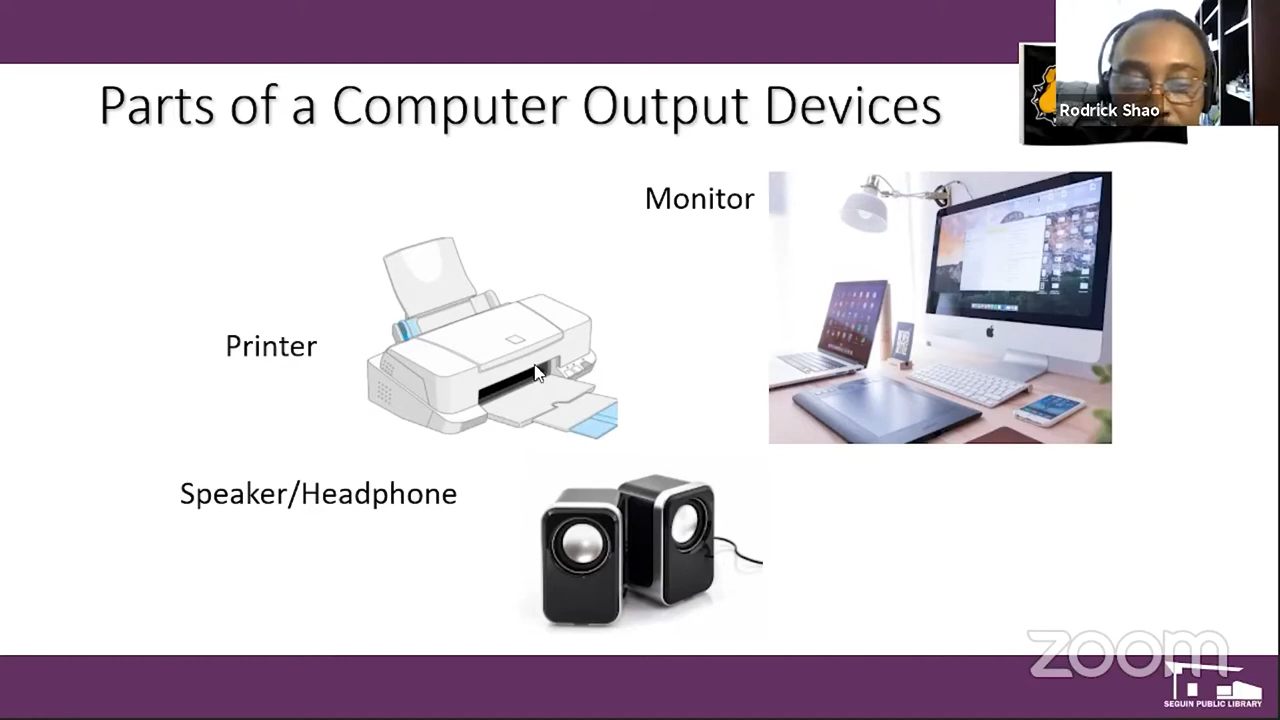 Parts of a Computer Output Devices
Rodrick Shao
Monitor
Printer
Speaker/Headphone
zoom
SEGUIN PUBLIC LIBRARY